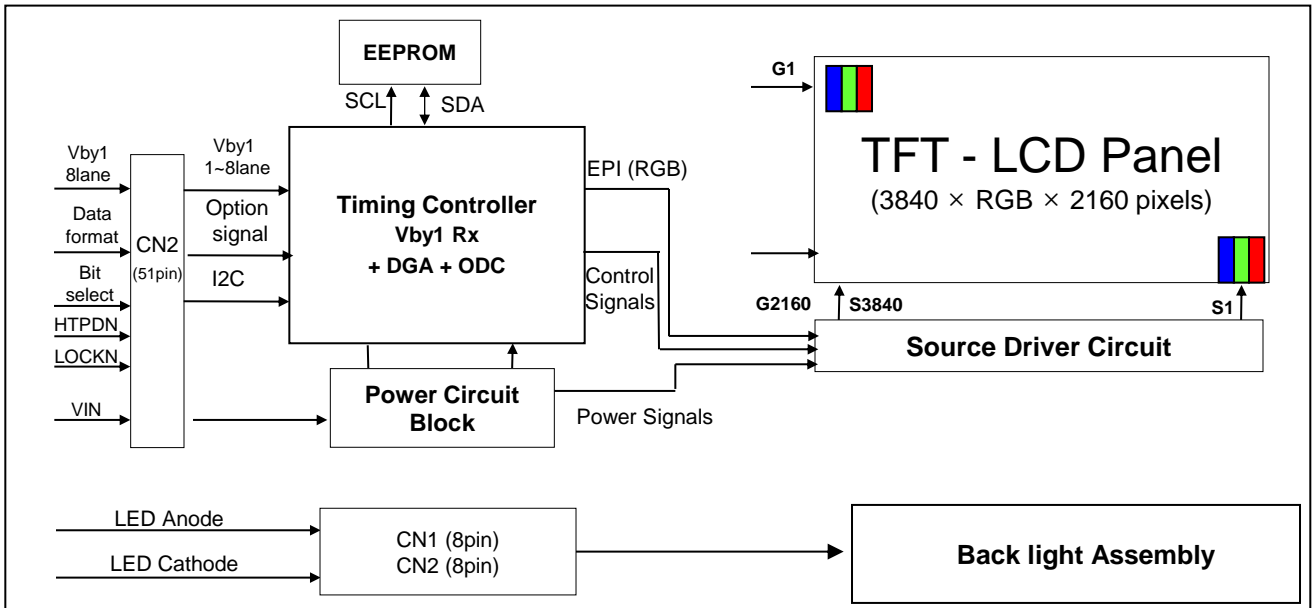 EEPROM
SCL
SDA
G1
TFT - LCD Panel
(3840 × RGB × 2160 pixels)
Vby1
8lane
Data
format
Bit
select
HTPDN
LOCKN
VIN
CN2
(51pin)
Vby1
1~8lane
Option
signal
I2C
Timing Controller
Vby1 Rx
+ DGA + ODC
EPI (RGB)
Control
Signals
G2160
S3840
S1
Source Driver Circuit
Power Circuit
Block
Power Signals
LED Anode
LED Cathode
CN1 (8pin)
CN2 (8pin)
Back light Assembly